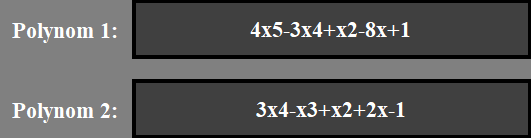 Polynom 1: 4x5-3x4+x2-8x+1
Polynom 2: 3x4-x3+x2+2x-1